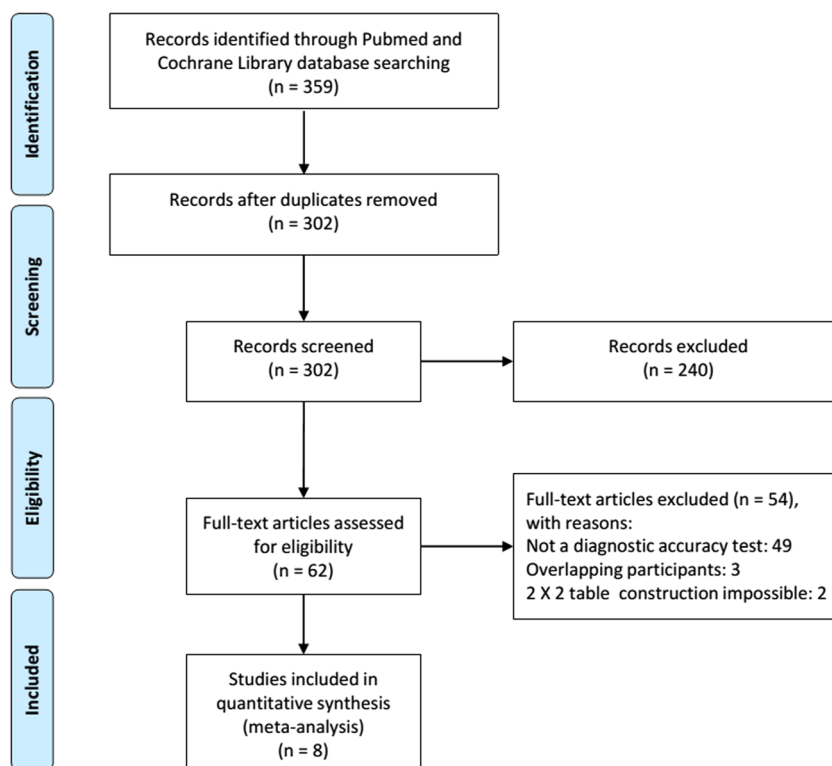 Identification
Records identified through Pubmed and
Cochrane Library database searching
(n = 359)
Records after duplicates removed
(n = 302)
Screening
Records screened
(n = 302)
Records excluded
(n = 240)
Eligibility
Full-text articles assessed
for eligibility
(n = 62)
Full-text articles excluded (n = 54),
with reasons:
Not a diagnostic accuracy test: 49
Overlapping participants: 3
2 X 2 table construction impossible: 2
Included
Studies included in
quantitative synthesis
(meta-analysis)
(n = 8)